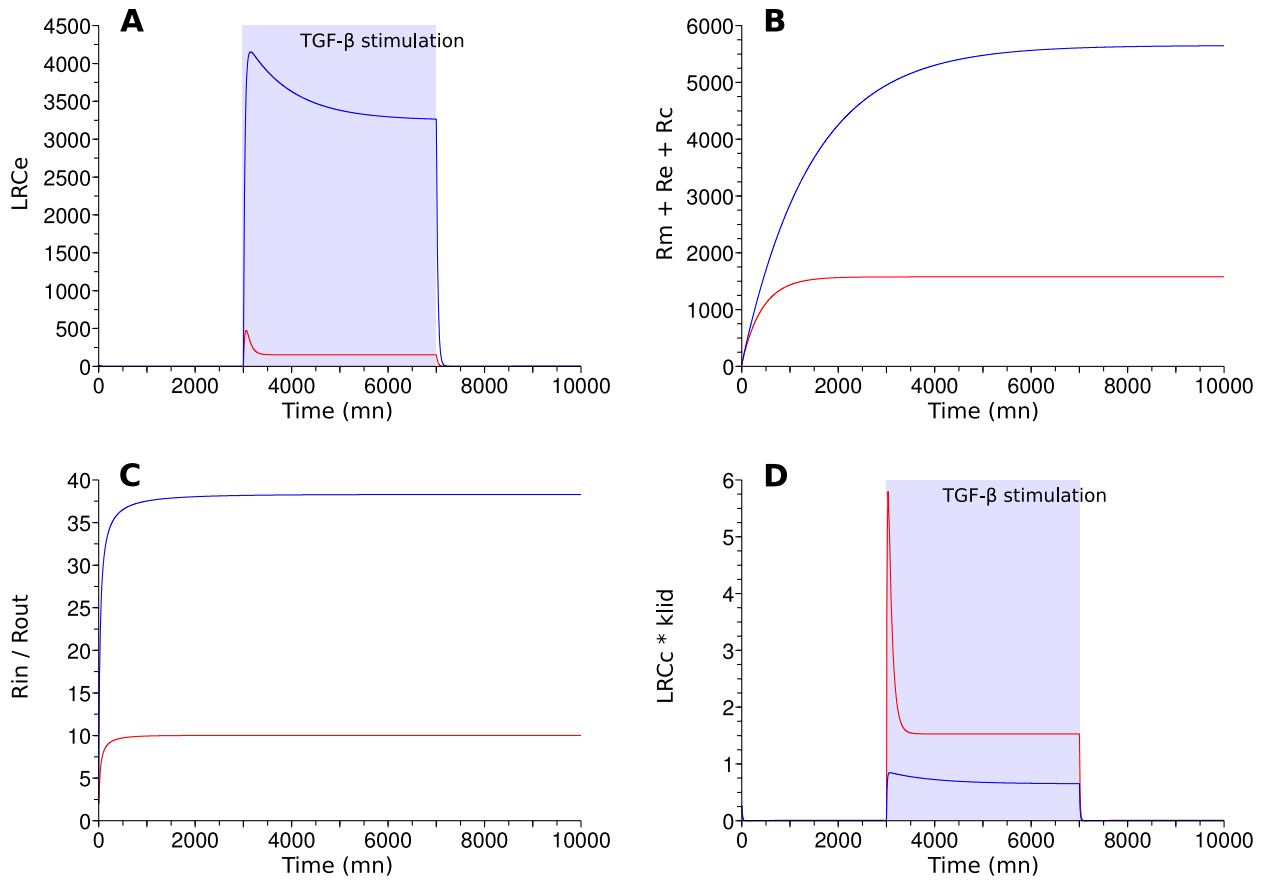 A
TGF-β stimulation
LRCe
4500
4000
3500
3000
2500
2000
1500
1000
500
0
0 2000 4000 6000 8000 10000
Time (mn)
B
Rm + Re + Rc
6000
5000
4000
3000
2000
1000
0
0 2000 4000 6000 8000 10000
Time (mn)
C
Rin / Rout
40
35
30
25
20
15
10
5
0
0 2000 4000 6000 8000 10000
Time (mn)
D
TGF-β stimulation
LRCc * klid
6
5
4
3
2
1
0
0 2000 4000 6000 8000 10000
Time (mn)